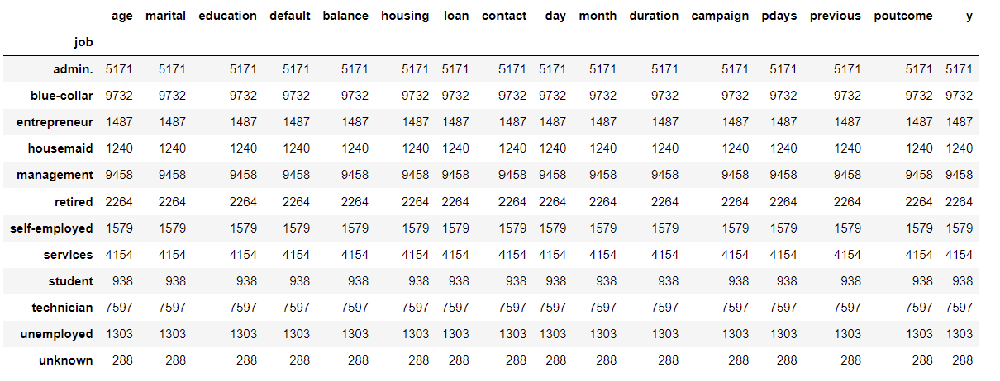 age marital education default balance housing loan contact day month duration campaign pdays previous poutcome y
job
admin. 5171 5171 5171 5171 5171 5171 5171 5171 5171 5171 5171 5171 5171 5171 5171 5171
blue-collar 9732 9732 9732 9732 9732 9732 9732 9732 9732 9732 9732 9732 9732 9732 9732 9732
entrepreneur 1487 1487 1487 1487 1487 1487 1487 1487 1487 1487 1487 1487 1487 1487 1487 1487
housemaid 1240 1240 1240 1240 1240 1240 1240 1240 1240 1240 1240 1240 1240 1240 1240 1240
management 9458 9458 9458 9458 9458 9458 9458 9458 9458 9458 9458 9458 9458 9458 9458 9458
retired 2264 2264 2264 2264 2264 2264 2264 2264 2264 2264 2264 2264 2264 2264 2264 2264
self-employed 1579 1579 1579 1579 1579 1579 1579 1579 1579 1579 1579 1579 1579 1579 1579 1579
services 4154 4154 4154 4154 4154 4154 4154 4154 4154 4154 4154 4154 4154 4154 4154 4154
student 938 938 938 938 938 938 938 938 938 938 938 938 938 938 938 938
technician 7597 7597 7597 7597 7597 7597 7597 7597 7597 7597 7597 7597 7597 7597 7597 7597
unemployed 1303 1303 1303 1303 1303 1303 1303 1303 1303 1303 1303 1303 1303 1303 1303 1303
unknown 288 288 288 288 288 288 288 288 288 288 288 288 288 288 288 288